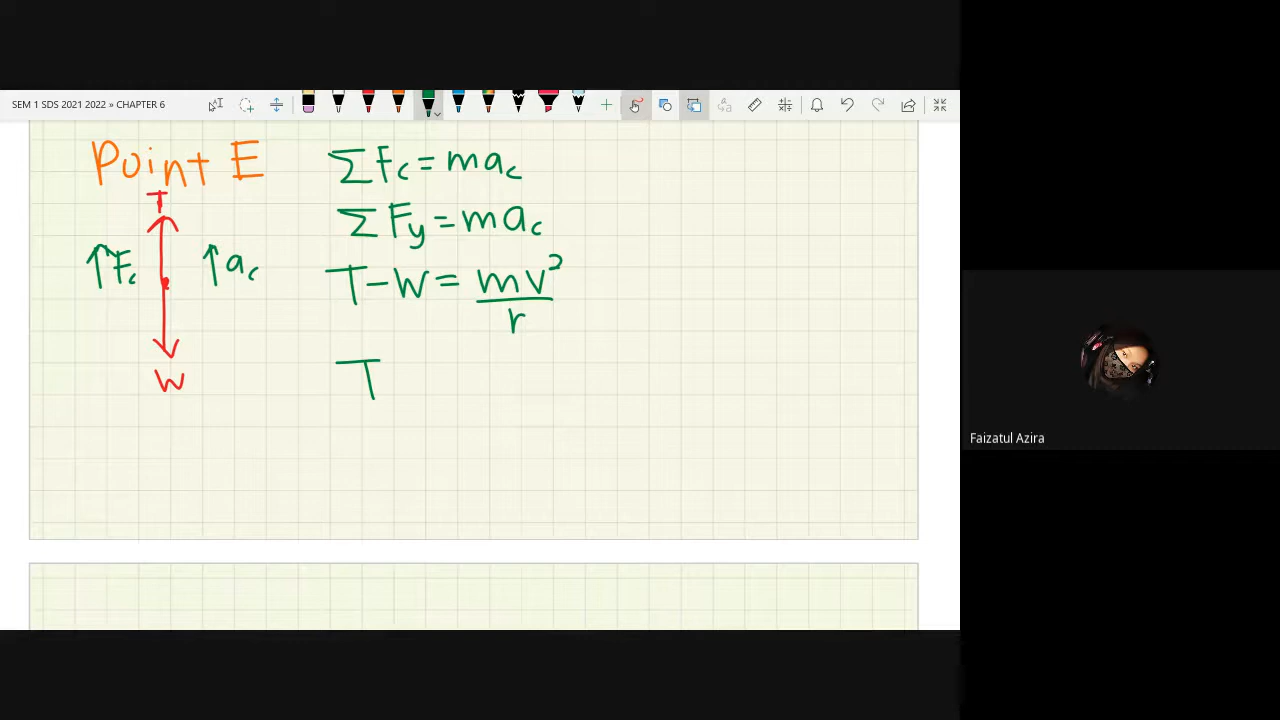 SEM 1 SDS 2021 2022 » CHAPTER 6
Point E
ΣFc = mac
ΣFy = mac
T
↑Fc ↑ac
T - W = mv²/r
W
T
Faizatul Azira